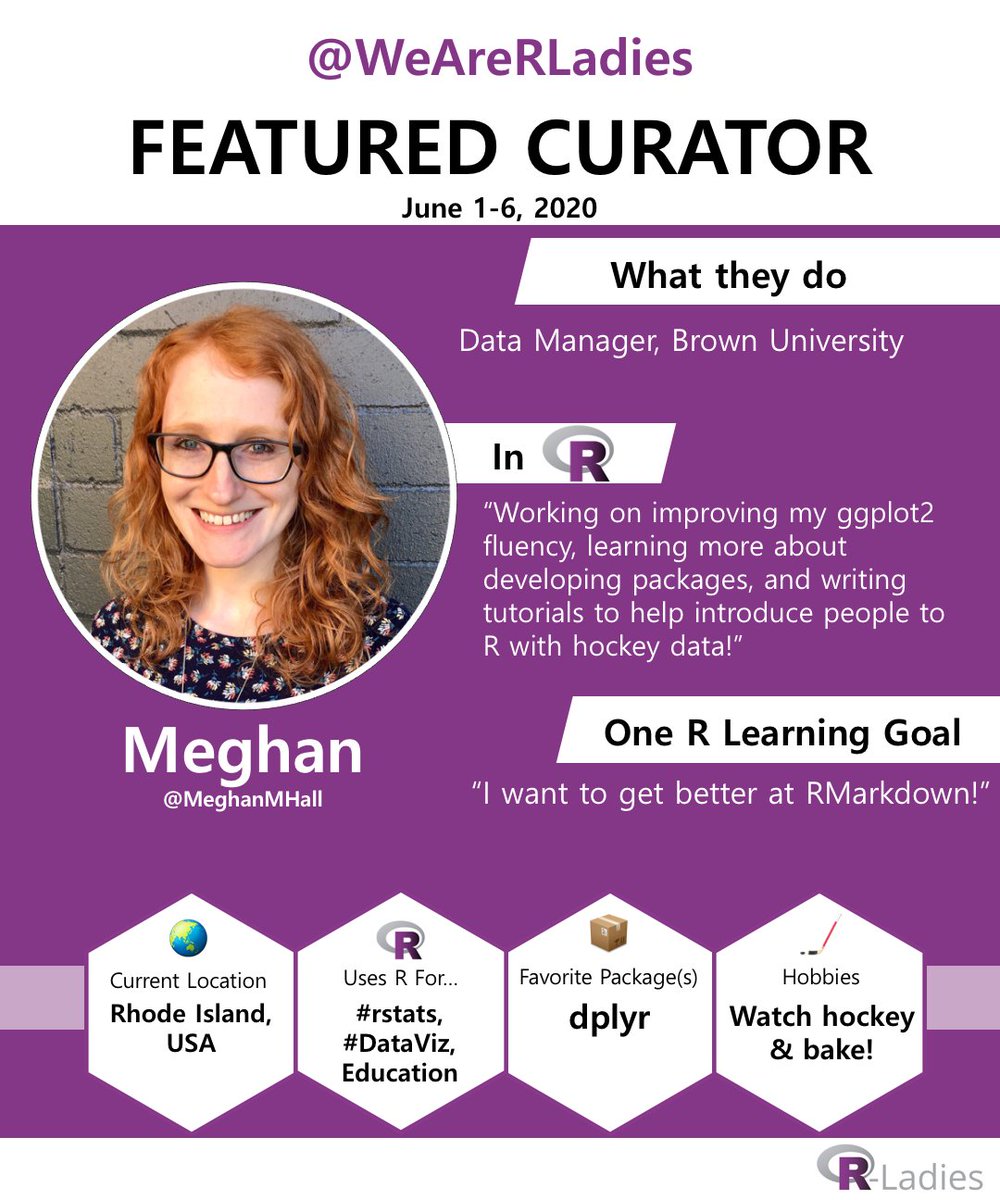 @WeAreRLadies
FEATURED CURATOR
June 1-6, 2020
What they do
Data Manager, Brown University
In R
“Working on improving my ggplot2
fluency, learning more about
developing packages, and writing
tutorials to help introduce people to
R with hockey data!”
Meghan
@MeghanMHall
One R Learning Goal
“I want to get better at RMarkdown!”
Current Location
Rhode Island,
USA
R
Uses R For...
#rstats,
#DataViz,
Education
Favorite Package(s)
dplyr
Hobbies
Watch hockey
& bake!
R-Ladies